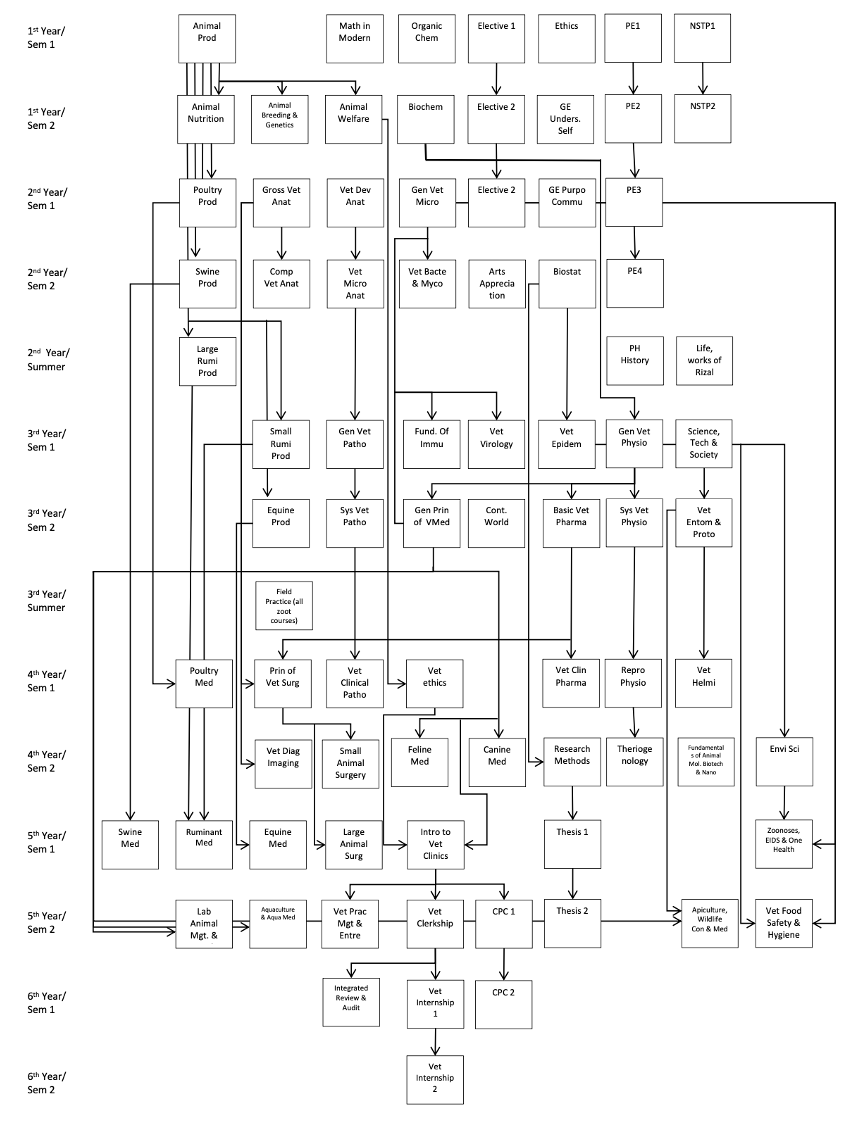 1st Year/
Sem 1
Animal
Prod
Math in
Modern
Organic
Chem
Elective 1
Ethics
PE1
NSTP1
1st Year/
Sem 2
Animal
Nutrition
Animal
Breeding &
Genetics
Animal
Welfare
Biochem
Elective 2
GE
Unders.
Self
PE2
NSTP2
2nd Year/
Sem 1
Poultry
Prod
Gross Vet
Anat
Vet Dev
Anat
Gen Vet
Micro
Elective 2
GE Purpo
Commu
PE3
2nd Year/
Sem 2
Swine
Prod
Comp
Vet Anat
Vet
Micro
Anat
Vet Bacte
& Myco
Arts
Apprecia
tion
Biostat
PE4
2nd Year/
Summer
Large
Rumi
Prod
PH
History
Life,
works of
Rizal
3rd Year/
Sem 1
Small
Rumi
Prod
Gen Vet
Patho
Fund. Of
Immu
Vet
Virology
Vet
Epidem
Gen Vet
Physio
Science,
Tech &
Society
3rd Year/
Sem 2
Equine
Prod
Sys Vet
Patho
Gen Prin
of VMed
Cont.
World
Basic Vet
Pharma
Sys Vet
Physio
Vet
Entom &
Proto
3rd Year/
Summer
Field
Practice (all
zoot
courses)
4th Year/
Sem 1
Poultry
Med
Prin of
Vet Surg
Vet
Clinical
Patho
Vet
ethics
Vet Clin
Pharma
Repro
Physio
Vet
Helmi
4th Year/
Sem 2
Vet Diag
Imaging
Small
Animal
Surgery
Feline
Med
Canine
Med
Research
Methods
Therioge
nology
Fundamental
s of Animal
Mol. Biotech
& Nano
Envi Sci
5th Year/
Sem 1
Swine
Med
Ruminant
Med
Equine
Med
Large
Animal
Surg
Intro to
Vet
Clinics
Thesis 1
Zoonoses,
EIDS & One
Health
5th Year/
Sem 2
Lab
Animal
Mgt. &
Aquaculture
& Aqua Med
Vet Prac
Mgt &
Entre
Vet
Clerkship
CPC 1
Thesis 2
Apiculture,
Wildlife
Con & Med
Vet Food
Safety &
Hygiene
6th Year/
Sem 1
Integrated
Review &
Audit
Vet
Internship
1
CPC 2
6th Year/
Sem 2
Vet
Internship
2